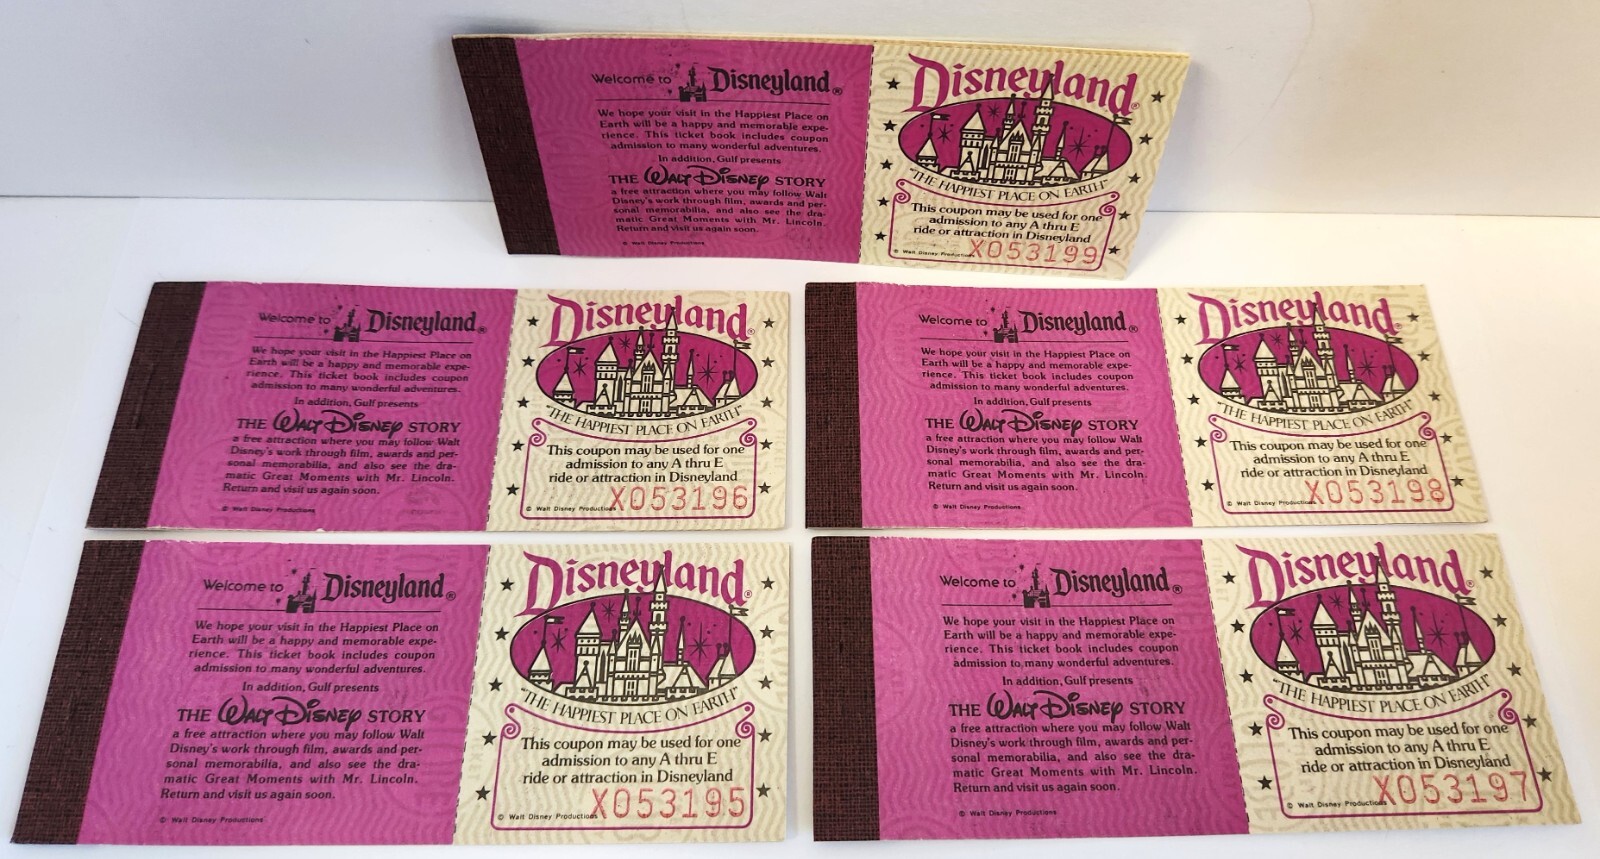 Welcome to Disneyland®
We hope your visit in the Happiest Place on
Earth will be a happy and memorable expe-
rience. This ticket book includes coupon
admission to many wonderful adventures.
In addition, Gulf presents
THE WALT DISNEY STORY
a free attraction where you may follow Walt
Disney's work through film, awards and per-
sonal memorabilia, and also see the dra-
matic Great Moments with Mr. Lincoln.
Return and visit us again soon.
© Walt Disney Productions
Disneyland®
"THE HAPPIEST PLACE ON EARTH"
This coupon may be used for one
admission to any A thru E
ride or attraction in Disneyland
© Walt Disney Productions X053199
Welcome to Disneyland®
We hope your visit in the Happiest Place on
Earth will be a happy and memorable expe-
rience. This ticket book includes coupon
admission to many wonderful adventures.
In addition, Gulf presents
THE WALT DISNEY STORY
a free attraction where you may follow Walt
Disney's work through film, awards and per-
sonal memorabilia, and also see the dra-
matic Great Moments with Mr. Lincoln.
Return and visit us again soon.
© Walt Disney Productions
Disneyland®
"THE HAPPIEST PLACE ON EARTH"
This coupon may be used for one
admission to any A thru E
ride or attraction in Disneyland
© Walt Disney Productions X053196
Welcome to Disneyland®
We hope your visit in the Happiest Place on
Earth will be a happy and memorable expe-
rience. This ticket book includes coupon
admission to many wonderful adventures.
In addition, Gulf presents
THE WALT DISNEY STORY
a free attraction where you may follow Walt
Disney's work through film, awards and per-
sonal memorabilia, and also see the dra-
matic Great Moments with Mr. Lincoln.
Return and visit us again soon.
© Walt Disney Productions
Disneyland®
"THE HAPPIEST PLACE ON EARTH"
This coupon may be used for one
admission to any A thru E
ride or attraction in Disneyland
© Walt Disney Productions X053198
Welcome to Disneyland®
We hope your visit in the Happiest Place on
Earth will be a happy and memorable expe-
rience. This ticket book includes coupon
admission to many wonderful adventures.
In addition, Gulf presents
THE WALT DISNEY STORY
a free attraction where you may follow Walt
Disney's work through film, awards and per-
sonal memorabilia, and also see the dra-
matic Great Moments with Mr. Lincoln.
Return and visit us again soon.
© Walt Disney Productions
Disneyland®
"THE HAPPIEST PLACE ON EARTH"
This coupon may be used for one
admission to any A thru E
ride or attraction in Disneyland
© Walt Disney Productions X053195
Welcome to Disneyland®
We hope your visit in the Happiest Place on
Earth will be a happy and memorable expe-
rience. This ticket book includes coupon
admission to many wonderful adventures.
In addition, Gulf presents
THE WALT DISNEY STORY
a free attraction where you may follow Walt
Disney's work through film, awards and per-
sonal memorabilia, and also see the dra-
matic Great Moments with Mr. Lincoln.
Return and visit us again soon.
© Walt Disney Productions
Disneyland®
"THE HAPPIEST PLACE ON EARTH"
This coupon may be used for one
admission to any A thru E
ride or attraction in Disneyland
© Walt Disney Productions X053197